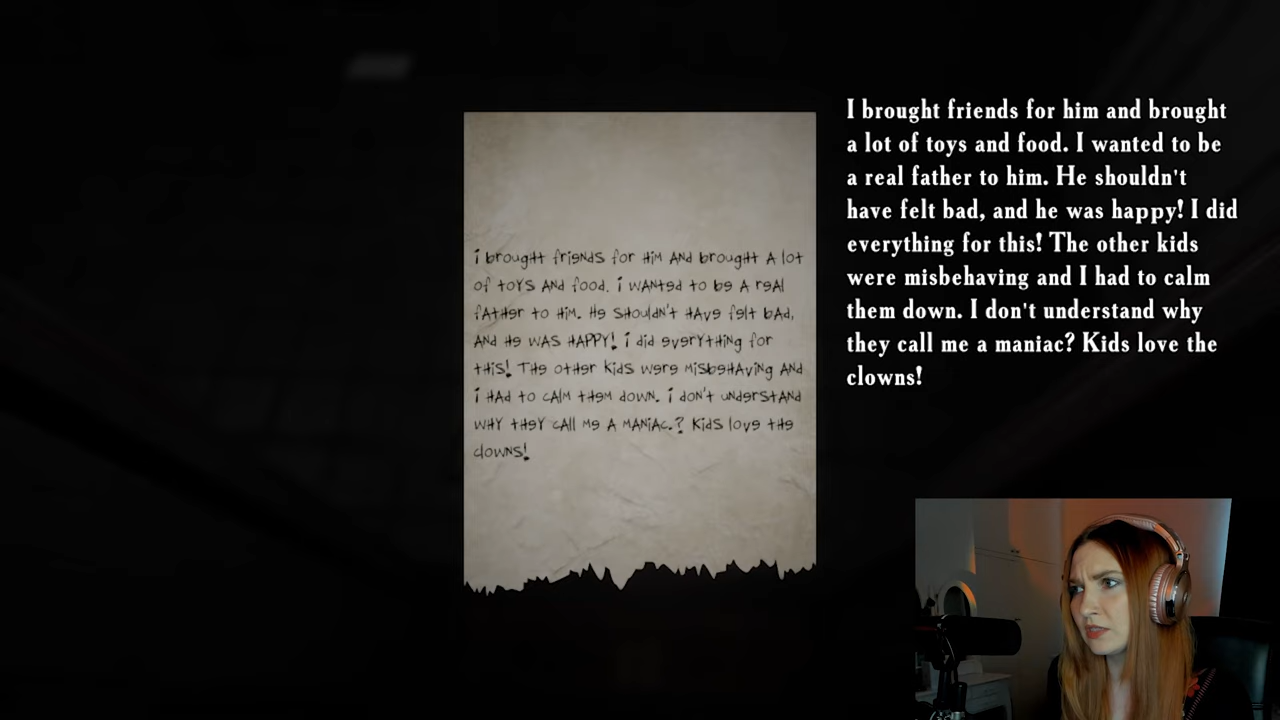 i brought friends for him and brought a lot
of toys and food. i wanted to be a real
father to him. He shouldn't have felt bad,
and he was happy! i did everything for
this! The other kids were misbehaving and
i had to calm them down. i don't understand
why they call me a maniac.? Kids love the
clowns!
I brought friends for him and brought
a lot of toys and food. I wanted to be
a real father to him. He shouldn't
have felt bad, and he was happy! I did
everything for this! The other kids
were misbehaving and I had to calm
them down. I don't understand why
they call me a maniac? Kids love the
clowns!